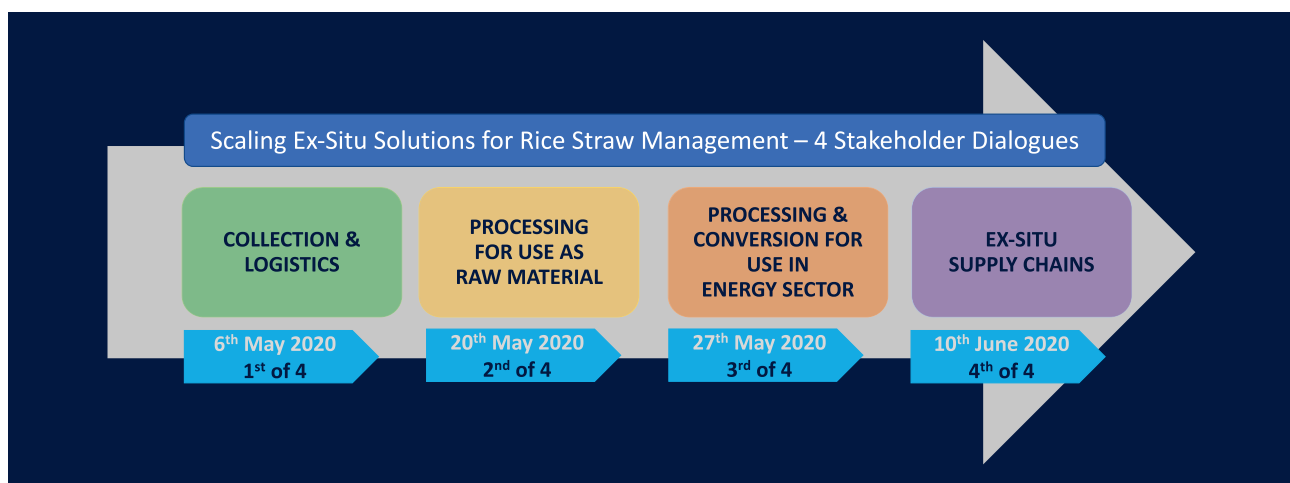 Scaling Ex-Situ Solutions for Rice Straw Management – 4 Stakeholder Dialogues
COLLECTION &
LOGISTICS
PROCESSING
FOR USE AS
RAW MATERIAL
PROCESSING &
CONVERSION FOR
USE IN
ENERGY SECTOR
EX-SITU
SUPPLY CHAINS
6th May 2020
1st of 4
20th May 2020
2nd of 4
27th May 2020
3rd of 4
10th June 2020
4th of 4